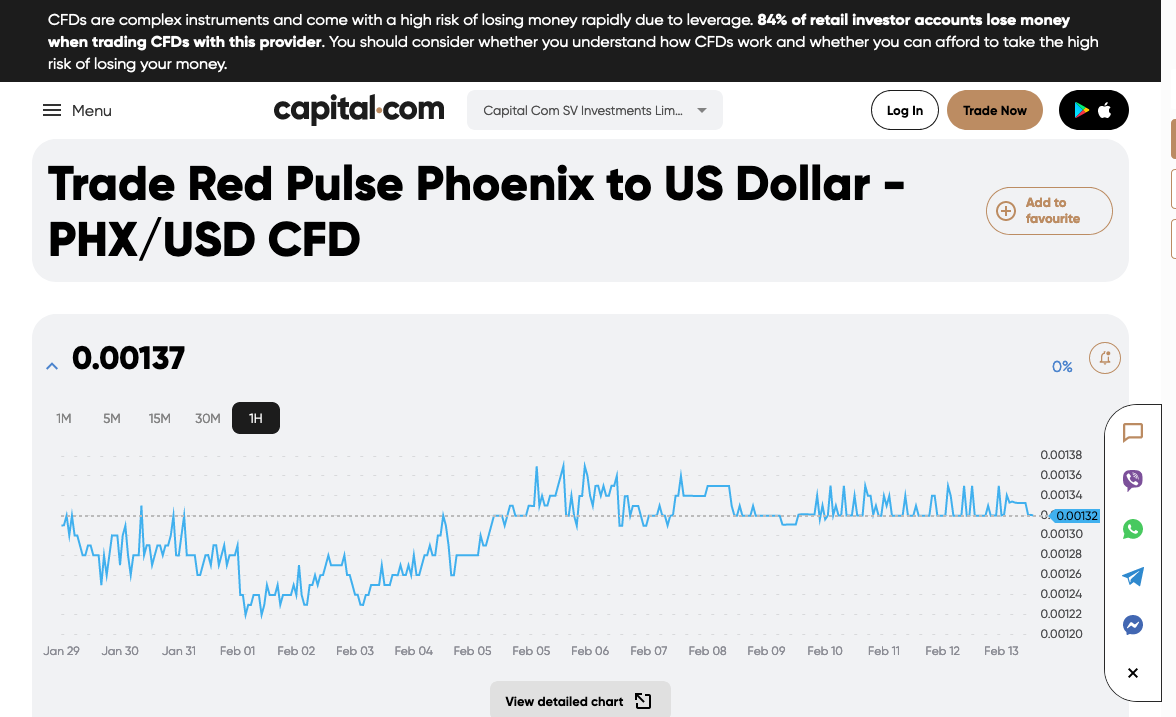 CFDs are complex instruments and come with a high risk of losing money rapidly due to leverage. 84% of retail investor accounts lose money
when trading CFDs with this provider. You should consider whether you understand how CFDs work and whether you can afford to take the high
risk of losing your money.
Menu
capital.com
Capital Com SV Investments Lim...
Log In
Trade Now
Trade Red Pulse Phoenix to US Dollar -
PHX/USD CFD
Add to
favourite
0.00137
0%
1M 5M 15M 30M 1H
0.00138
0.00136
0.00134
0.00132
0.00130
0.00128
0.00126
0.00124
0.00122
0.00120
Jan 29 Jan 30 Jan 31 Feb 01 Feb 02 Feb 03 Feb 04 Feb 05 Feb 05 Feb 06 Feb 07 Feb 08 Feb 09 Feb 10 Feb 11 Feb 12 Feb 13
View detailed chart